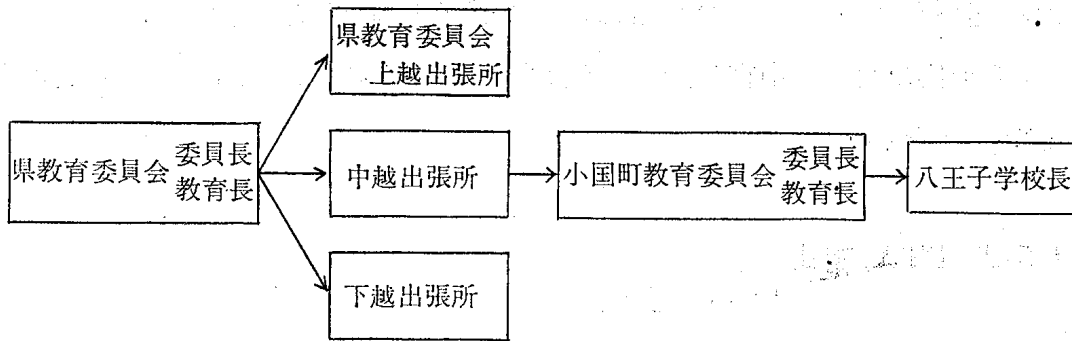 県教育委員会
上越出張所
県教育委員会 委員長
教育長
中越出張所
小国町教育委員会 委員長
教育長
八王子学校長
下越出張所